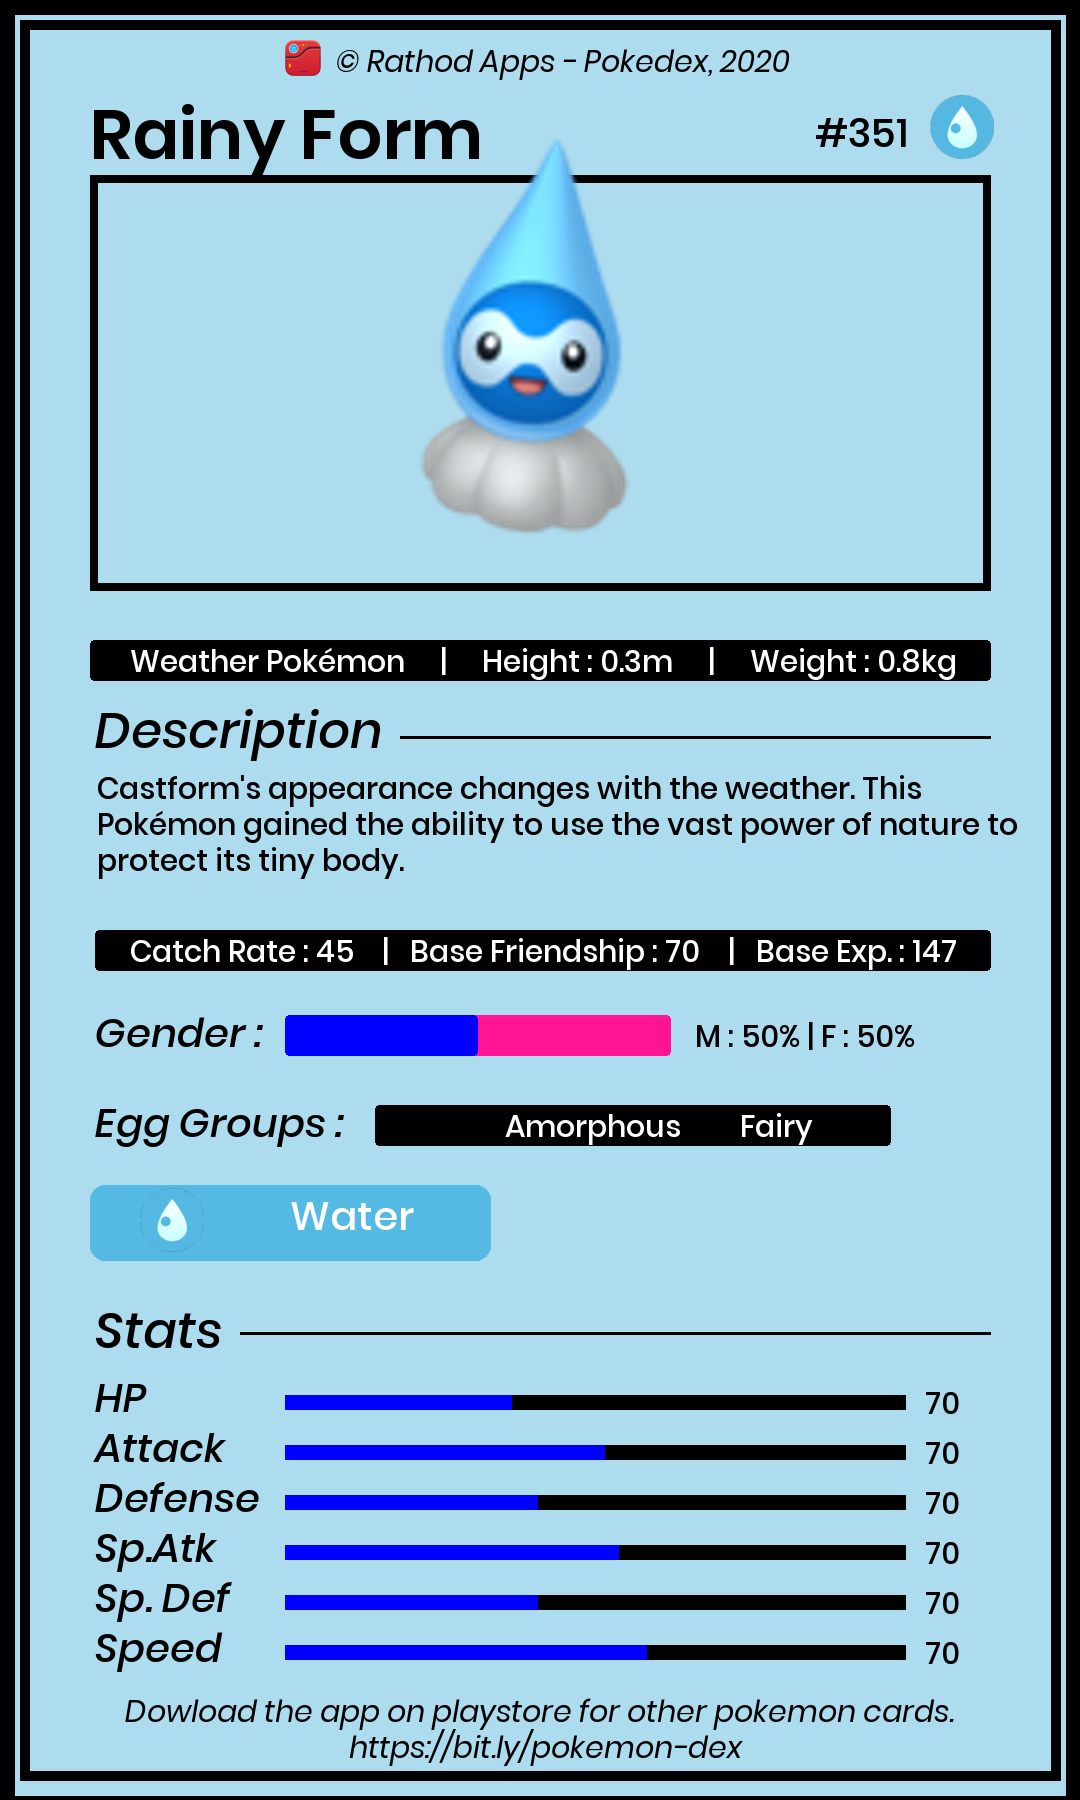 © Rathod Apps - Pokedex, 2020
Rainy Form #351
Weather Pokémon | Height : 0.3m | Weight : 0.8kg
Description
Castform's appearance changes with the weather. This
Pokémon gained the ability to use the vast power of nature to
protect its tiny body.
Catch Rate : 45 | Base Friendship : 70 | Base Exp. : 147
Gender : M : 50% | F : 50%
Egg Groups : Amorphous Fairy
Water
Stats
HP 70
Attack 70
Defense 70
Sp.Atk 70
Sp. Def 70
Speed 70
Dowload the app on playstore for other pokemon cards.
https://bit.ly/pokemon-dex